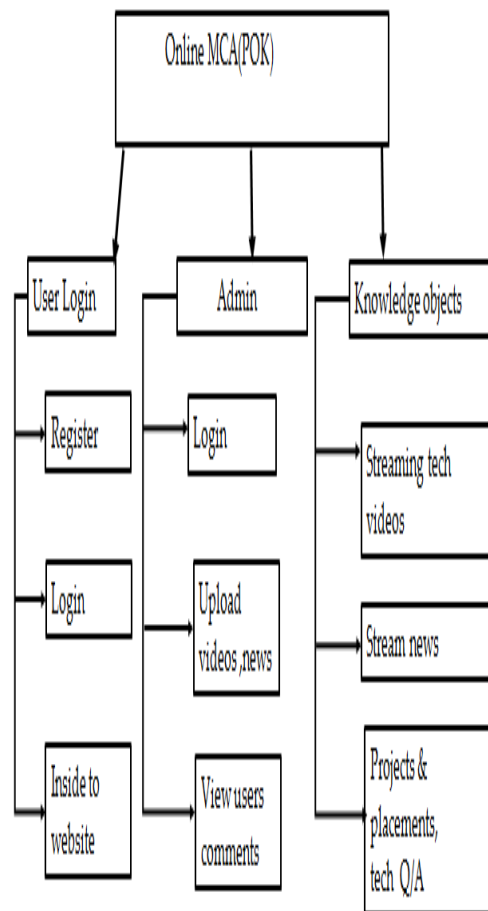 Online MCA(POK)
User Login
Admin
Knowledge objects
Register
Login
Inside to
website
Login
Upload
videos ,news
View users
comments
Streaming tech
videos
Stream news
Projects &
placements,
tech Q/A